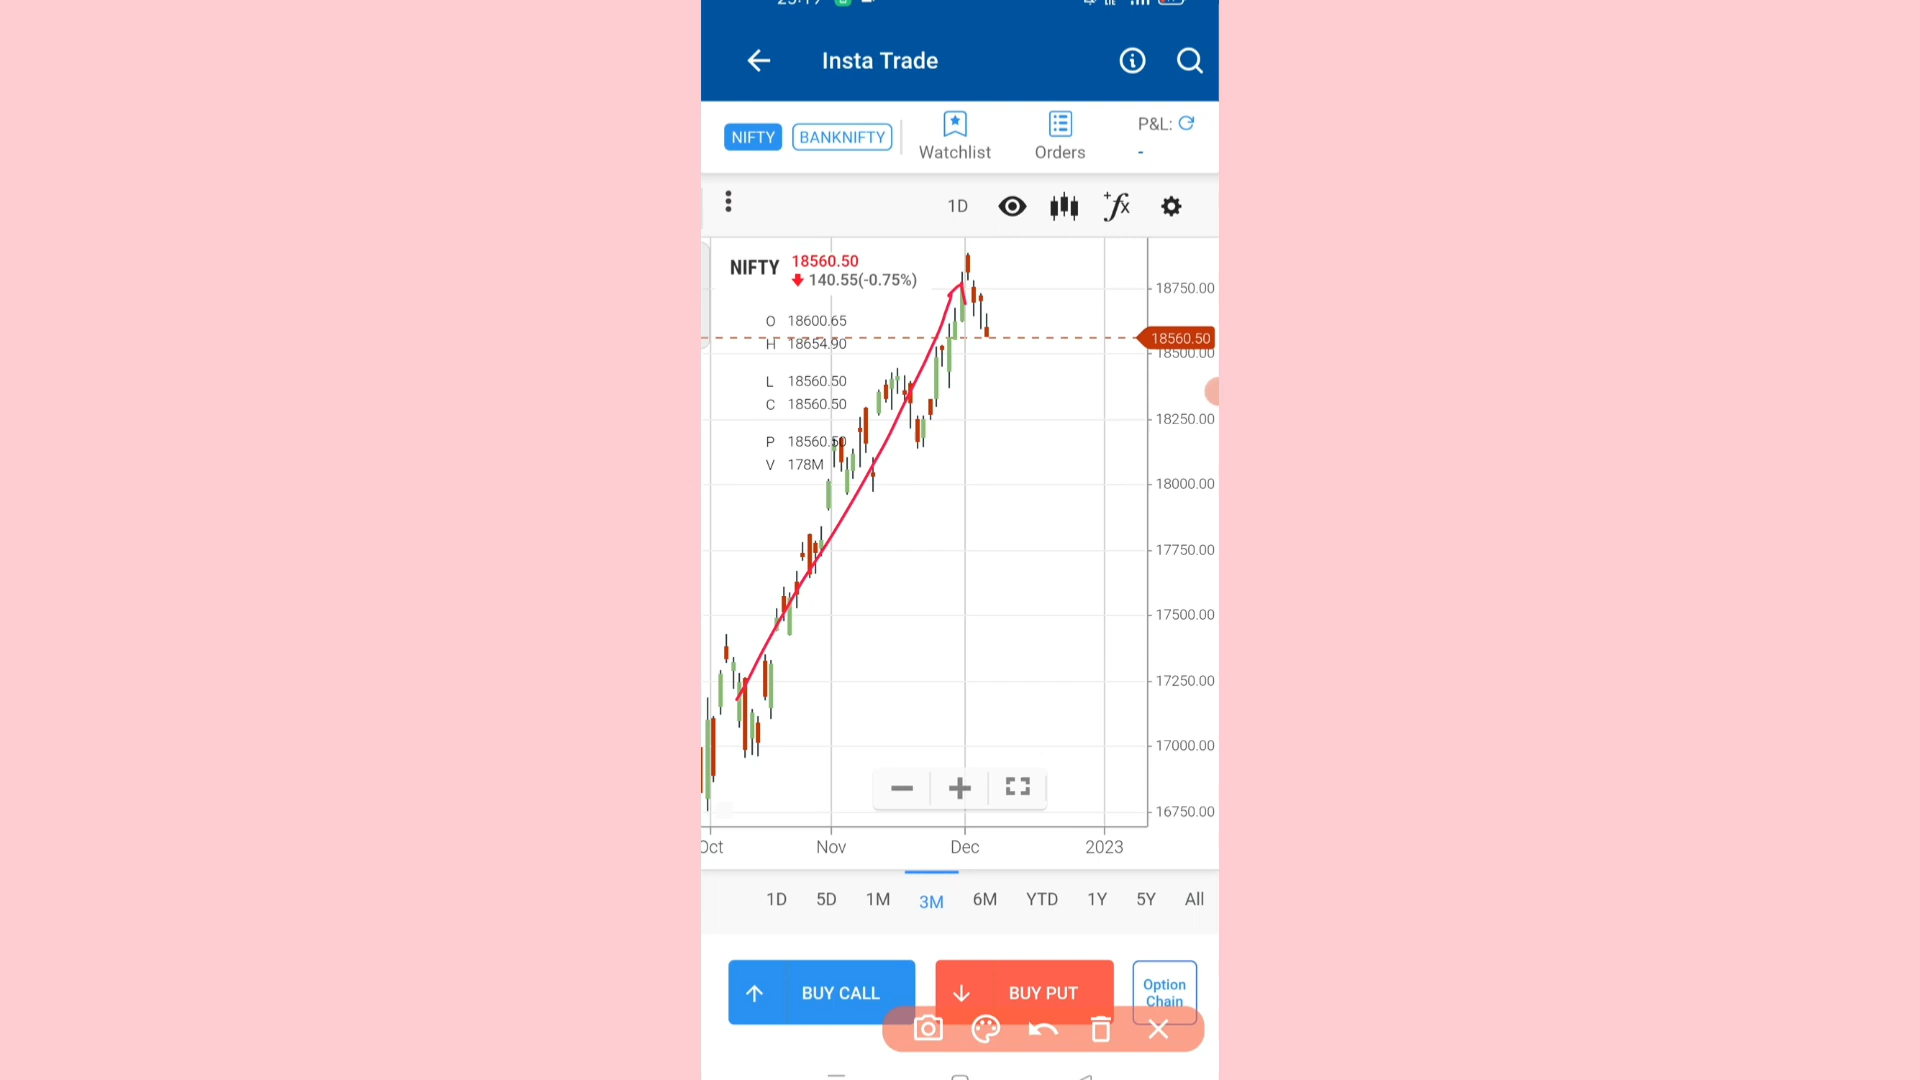 Insta Trade
NIFTY BANKNIFTY Watchlist Orders P&L:
-
1D
NIFTY 18560.50
140.55(-0.75%)
O 18600.65
H 18654.90
L 18560.50
C 18560.50
P 18560.50
V 178M
18750.00
18560.50
18500.00
18250.00
18000.00
17750.00
17500.00
17250.00
17000.00
16750.00
Oct Nov Dec 2023
1D 5D 1M 3M 6M YTD 1Y 5Y All
BUY CALL BUY PUT Option
Chain